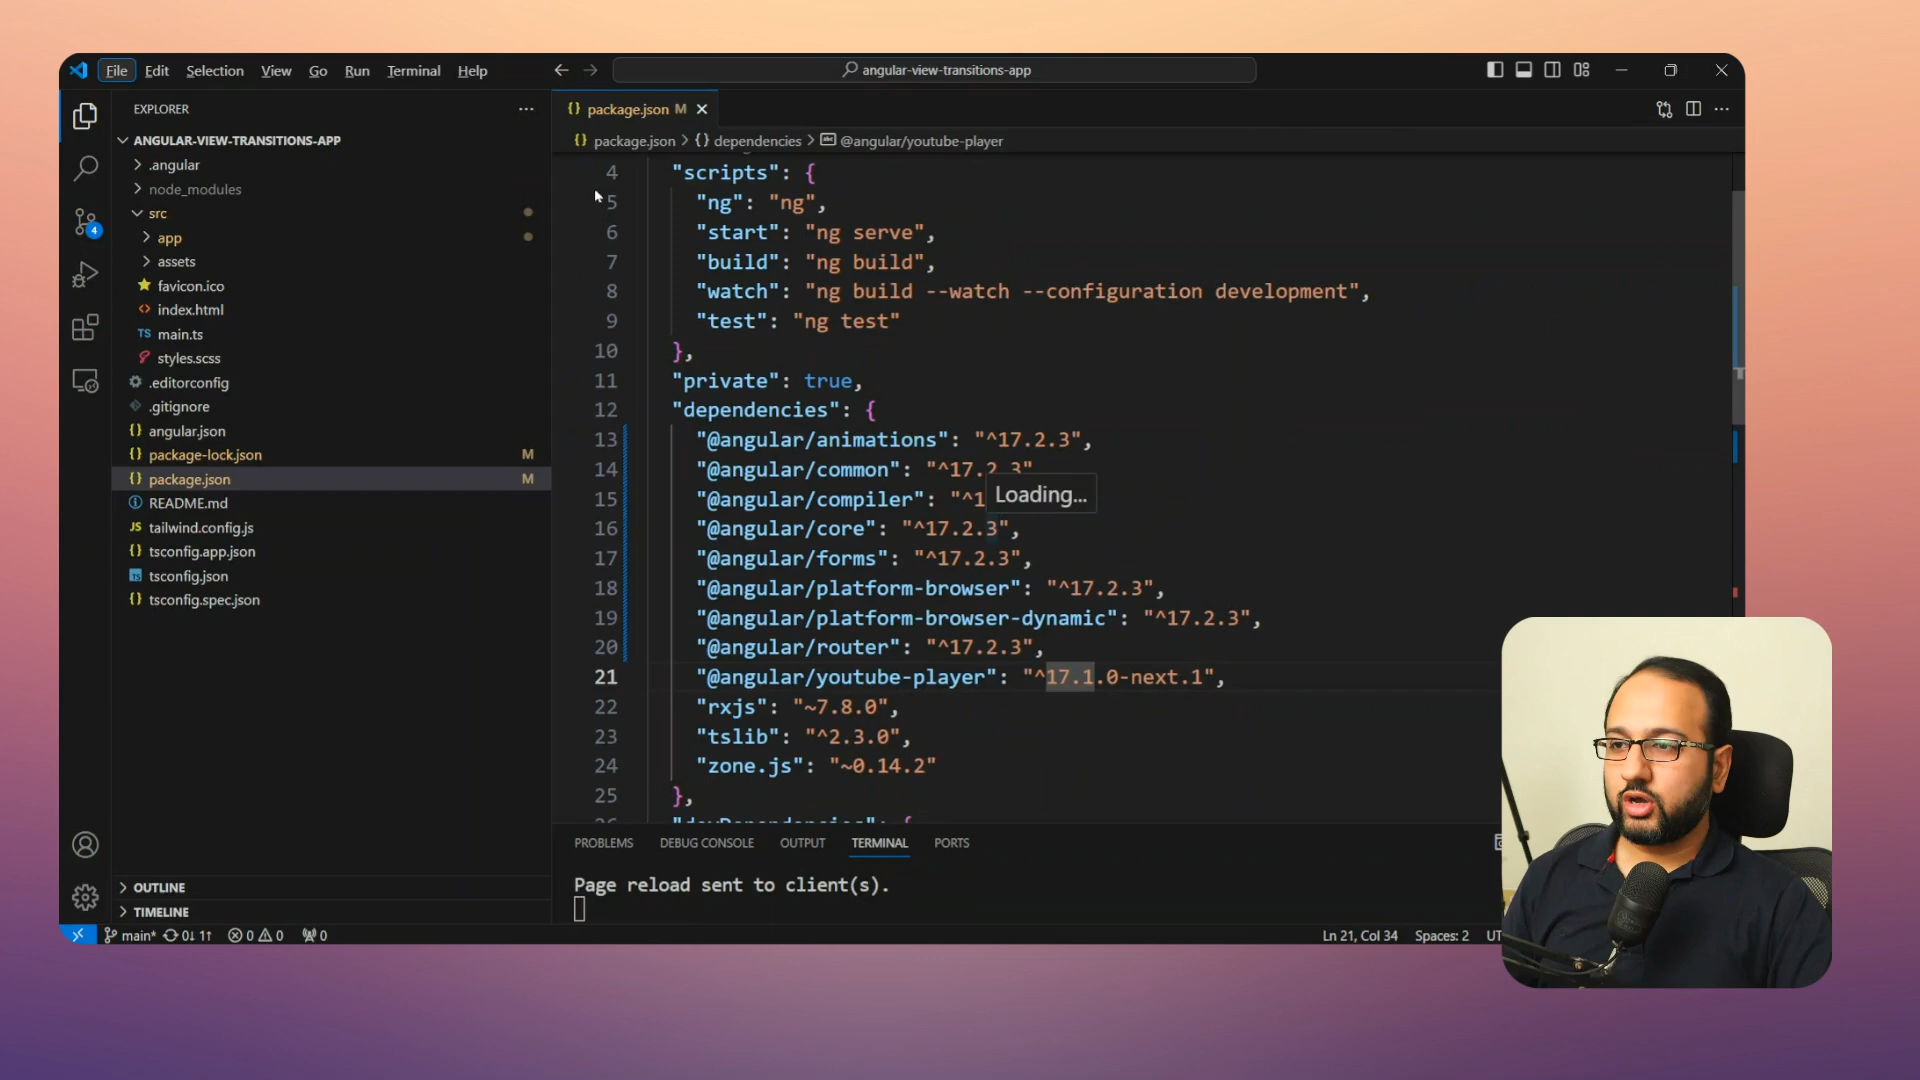 File Edit Selection View Go Run Terminal Help
angular-view-transitions-app
EXPLORER
ANGULAR-VIEW-TRANSITIONS-APP
.angular
node_modules
src
app
assets
favicon.ico
index.html
TS main.ts
styles.scss
.editorconfig
.gitignore
{} angular.json
{} package-lock.json M
{} package.json M
README.md
JS tailwind.config.js
{} tsconfig.app.json
tsconfig.json
{} tsconfig.spec.json
OUTLINE
TIMELINE
{} package.json M
{} package.json > {} dependencies > @angular/youtube-player
4 "scripts": {
5 "ng": "ng",
6 "start": "ng serve",
7 "build": "ng build",
8 "watch": "ng build --watch --configuration development",
9 "test": "ng test"
10 },
11 "private": true,
12 "dependencies": {
13 "@angular/animations": "^17.2.3",
14 "@angular/common": "^17.2.3"
15 "@angular/compiler": "^1
Loading...
16 "@angular/core": "^17.2.3",
17 "@angular/forms": "^17.2.3",
18 "@angular/platform-browser": "^17.2.3",
19 "@angular/platform-browser-dynamic": "^17.2.3",
20 "@angular/router": "^17.2.3",
21 "@angular/youtube-player": "^17.1.0-next.1",
22 "rxjs": "~7.8.0",
23 "tslib": "^2.3.0",
24 "zone.js": "~0.14.2"
25 },
PROBLEMS DEBUG CONSOLE OUTPUT TERMINAL PORTS
Page reload sent to client(s).
4
main* 0↓ 1↑ 0 0 0
Ln 21, Col 34 Spaces: 2 UT